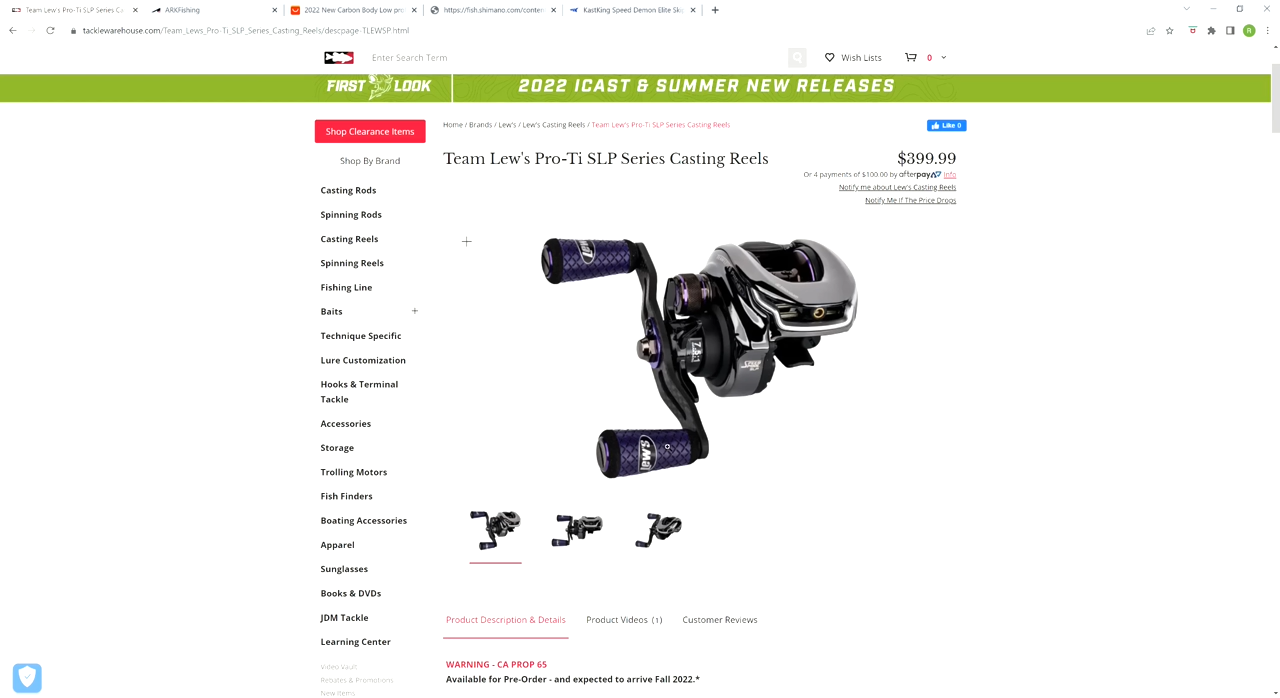 Team Lew's Pro-Ti SLP Series Ca
ARKFishing
2022 New Carbon Body Low pro
https://fish.shimano.com/conten
KastKing Speed Demon Elite Ski
tacklewarehouse.com/Team_Lews_Pro-Ti_SLP_Series_Casting_Reels/descpage-TLEWSP.html
R
Enter Search Term
Wish Lists
0
FIRST LOOK
2022 ICAST & SUMMER NEW RELEASES
Shop Clearance Items
Home / Brands / Lew's / Lew's Casting Reels / Team Lew's Pro-Ti SLP Series Casting Reels
Like 0
Shop By Brand
Team Lew's Pro-Ti SLP Series Casting Reels
$399.99
Or 4 payments of $100.00 by afterpay Info
Notify me about Lew's Casting Reels
Notify Me If The Price Drops
Casting Rods
Spinning Rods
Casting Reels
Spinning Reels
Fishing Line
Baits +
Technique Specific
Lure Customization
Hooks & Terminal
Tackle
Accessories
Storage
Trolling Motors
Fish Finders
Boating Accessories
Apparel
Sunglasses
Books & DVDs
JDM Tackle
Learning Center
Video Vault
Rebates & Promotions
New Items
Lew's
7.5:1
SPEED
Lew's
Product Description & Details
Product Videos (1)
Customer Reviews
WARNING - CA PROP 65
Available for Pre-Order - and expected to arrive Fall 2022.*